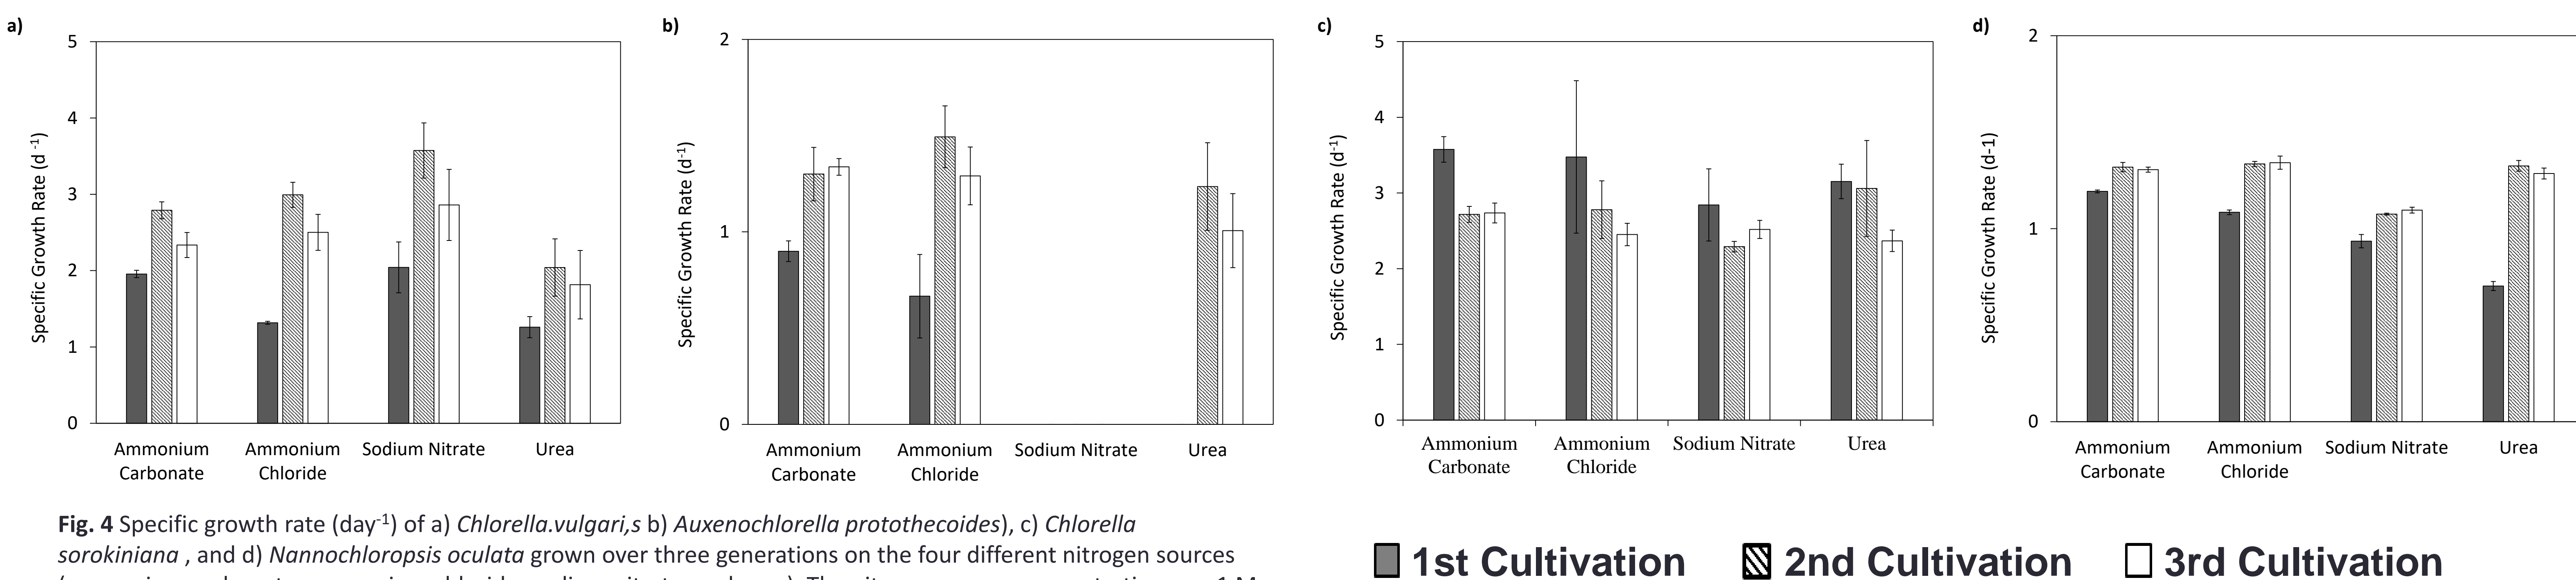 a)
Specific Growth Rate (d -1)
5
4
3
2
1
0
Ammonium
Carbonate
Ammonium
Chloride
Sodium Nitrate
Urea
b)
Specific Growth Rate (d-1)
2
1
0
Ammonium
Carbonate
Ammonium
Chloride
Sodium Nitrate
Urea
c)
Specific Growth Rate (d-1)
5
4
3
2
1
0
Ammonium
Carbonate
Ammonium
Chloride
Sodium Nitrate
Urea
d)
Specific Growth Rate (d-1)
2
1
0
Ammonium
Carbonate
Ammonium
Chloride
Sodium Nitrate
Urea
Fig. 4 Specific growth rate (day-1) of a) Chlorella.vulgari,s b) Auxenochlorella protothecoides), c) Chlorella
sorokiniana , and d) Nannochloropsis oculata grown over three generations on the four different nitrogen sources
1st Cultivation
2nd Cultivation
3rd Cultivation